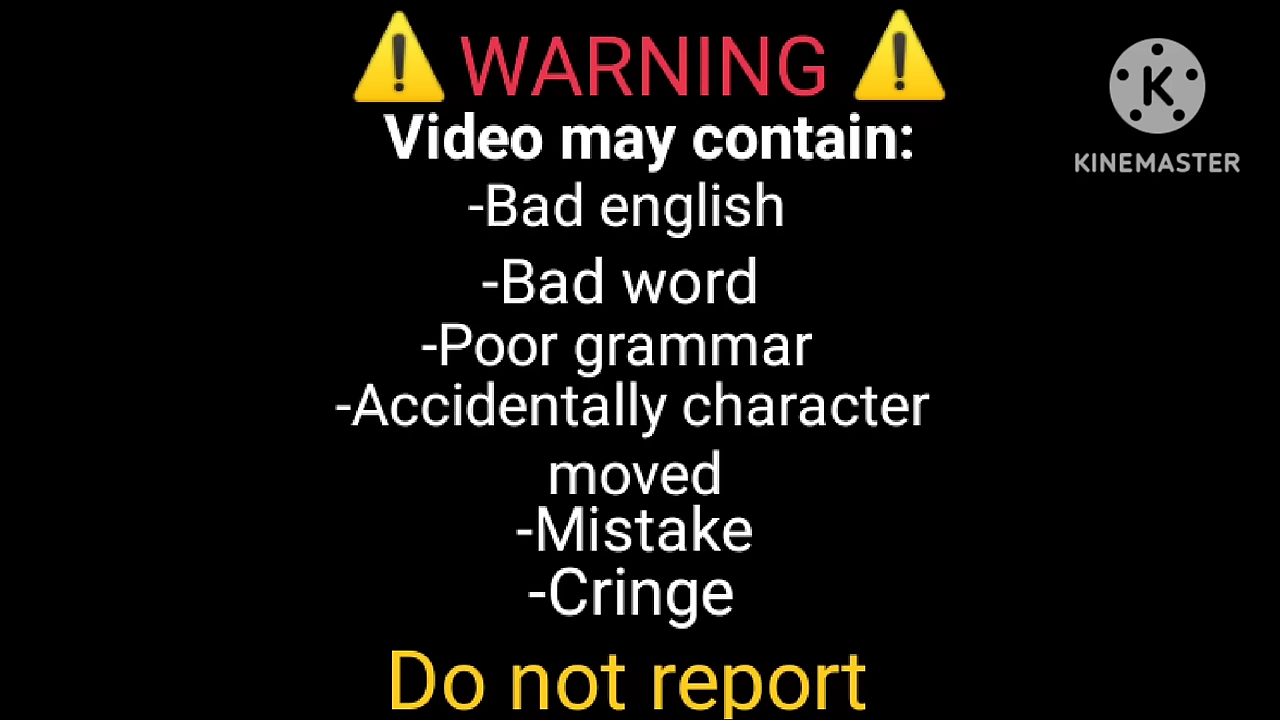 ⚠️WARNING⚠️
Video may contain:
-Bad english
-Bad word
-Poor grammar
-Accidentally character
moved
-Mistake
-Cringe
Do not report
K
KINEMASTER